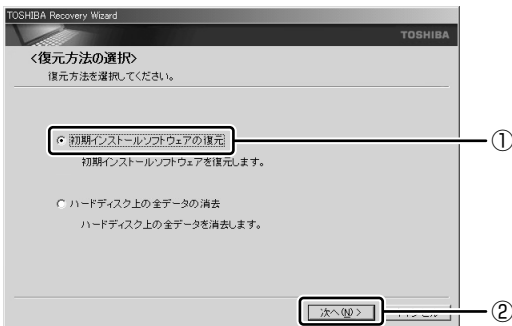 TOSHIBA Recovery Wizard
TOSHIBA
<復元方法の選択>
復元方法を選択してください。
初期インストールソフトウェアの復元
①
初期インストールソフトウェアを復元します。
ハードディスク上の全データの消去
ハードディスク上の全データを消去します。
次へ(N) >
②